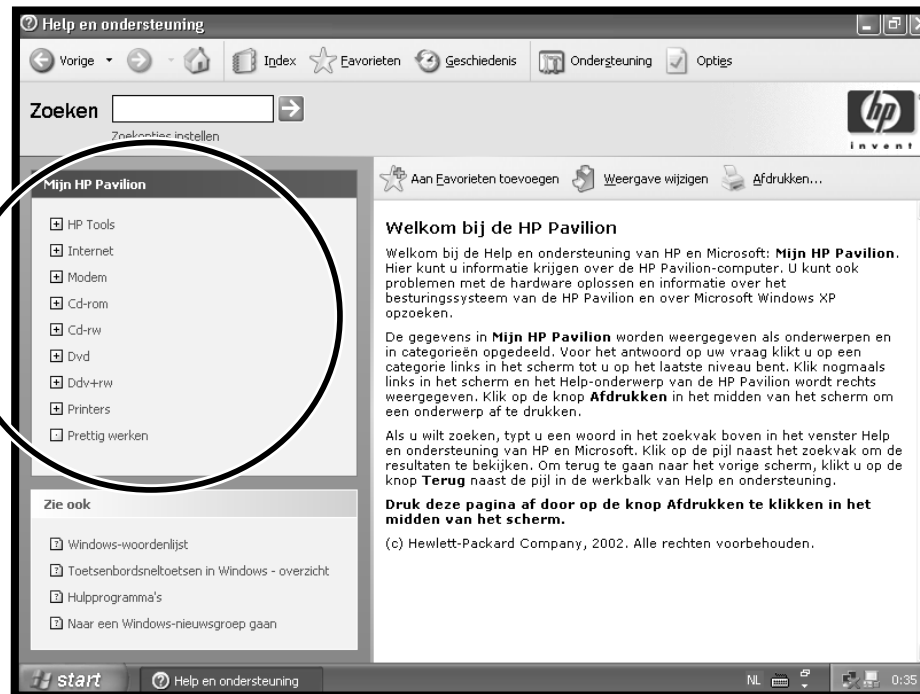 Help en ondersteuning
Vorige
Index
Favorieten
Geschiedenis
Ondersteuning
Opties
Zoeken
Zoekopties instellen
hp
invent
Mijn HP Pavilion
HP Tools
Internet
Modem
Cd-rom
Cd-rw
Dvd
Ddv+rw
Printers
Prettig werken
Zie ook
Windows-woordenlijst
Toetsenbordsneltoetsen in Windows - overzicht
Hulpprogramma's
Naar een Windows-nieuwsgroep gaan
Aan Favorieten toevoegen
Weergave wijzigen
Afdrukken...
Welkom bij de HP Pavilion
Welkom bij de Help en ondersteuning van HP en Microsoft: Mijn HP Pavilion.
Hier kunt u informatie krijgen over de HP Pavilion-computer. U kunt ook
problemen met de hardware oplossen en informatie over het
besturingssysteem van de HP Pavilion en over Microsoft Windows XP
opzoeken.
De gegevens in Mijn HP Pavilion worden weergegeven als onderwerpen en
in categorieën opgedeeld. Voor het antwoord op uw vraag klikt u op een
categorie links in het scherm tot u op het laatste niveau bent. Klik nogmaals
links in het scherm en het Help-onderwerp van de HP Pavilion wordt rechts
weergegeven. Klik op de knop Afdrukken in het midden van het scherm om
een onderwerp af te drukken.
Als u wilt zoeken, typt u een woord in het zoekvak boven in het venster Help
en ondersteuning van HP en Microsoft. Klik op de pijl naast het zoekvak om de
resultaten te bekijken. Om terug te gaan naar het vorige scherm, klikt u op de
knop Terug naast de pijl in de werkbalk van Help en ondersteuning.
Druk deze pagina af door op de knop Afdrukken te klikken in het
midden van het scherm.
(c) Hewlett-Packard Company, 2002. Alle rechten voorbehouden.
start
Help en ondersteuning
NL
0:35